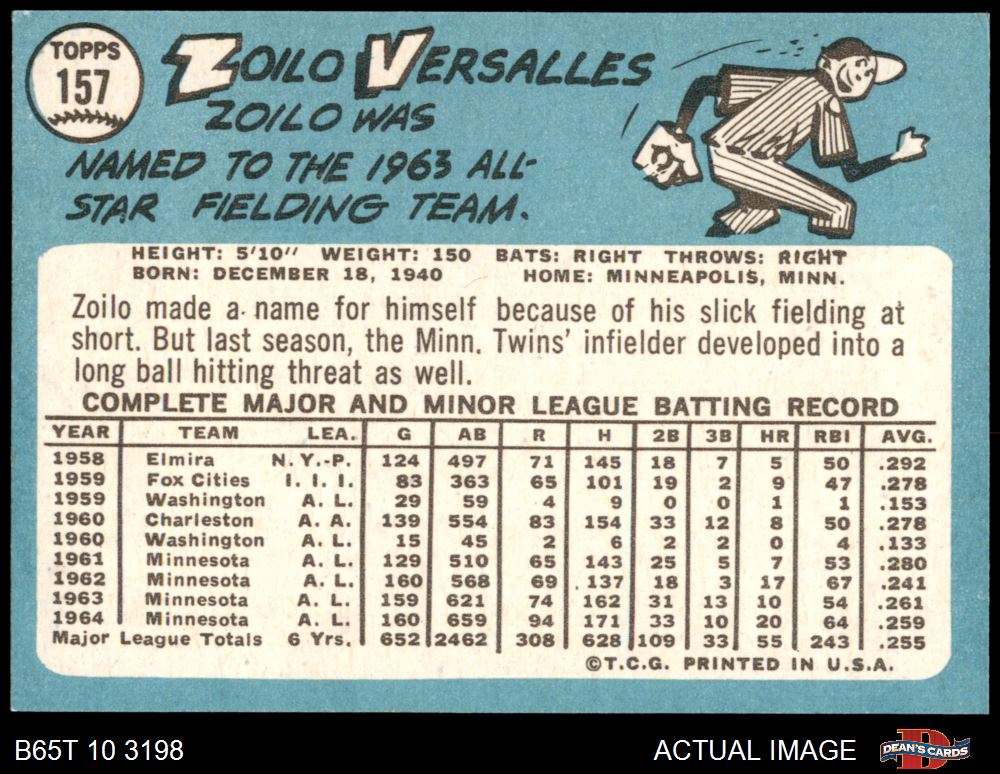 TOPPS
157
ZOILO VERSALLES
ZOILO WAS
NAMED TO THE 1963 ALL-
STAR FIELDING TEAM.
HEIGHT: 5'10" WEIGHT: 150 BATS: RIGHT THROWS: RIGHT
BORN: DECEMBER 18, 1940 HOME: MINNEAPOLIS, MINN.
Zoilo made a name for himself because of his slick fielding at
short. But last season, the Minn. Twins' infielder developed into a
long ball hitting threat as well.
COMPLETE MAJOR AND MINOR LEAGUE BATTING RECORD
YEAR TEAM LEA. G AB R H 2B 3B HR RBI AVG.
1958 Elmira N. Y.-P. 124 497 71 145 18 7 5 50 .292
1959 Fox Cities I. I. I. 83 363 65 101 19 2 9 47 .278
1959 Washington A. L. 29 59 4 9 0 0 1 1 .153
1960 Charleston A. A. 139 554 83 154 33 12 8 50 .278
1960 Washington A. L. 15 45 2 6 2 2 0 4 .133
1961 Minnesota A. L. 129 510 65 143 25 5 7 53 .280
1962 Minnesota A. L. 160 568 69 137 18 3 17 67 .241
1963 Minnesota A. L. 159 621 74 162 31 13 10 54 .261
1964 Minnesota A. L. 160 659 94 171 33 10 20 64 .259
Major League Totals 6 Yrs. 652 2462 308 628 109 33 55 243 .255
©T.C.G. PRINTED IN U.S.A.
B65T 10 3198 ACTUAL IMAGE DEAN'S CARDS